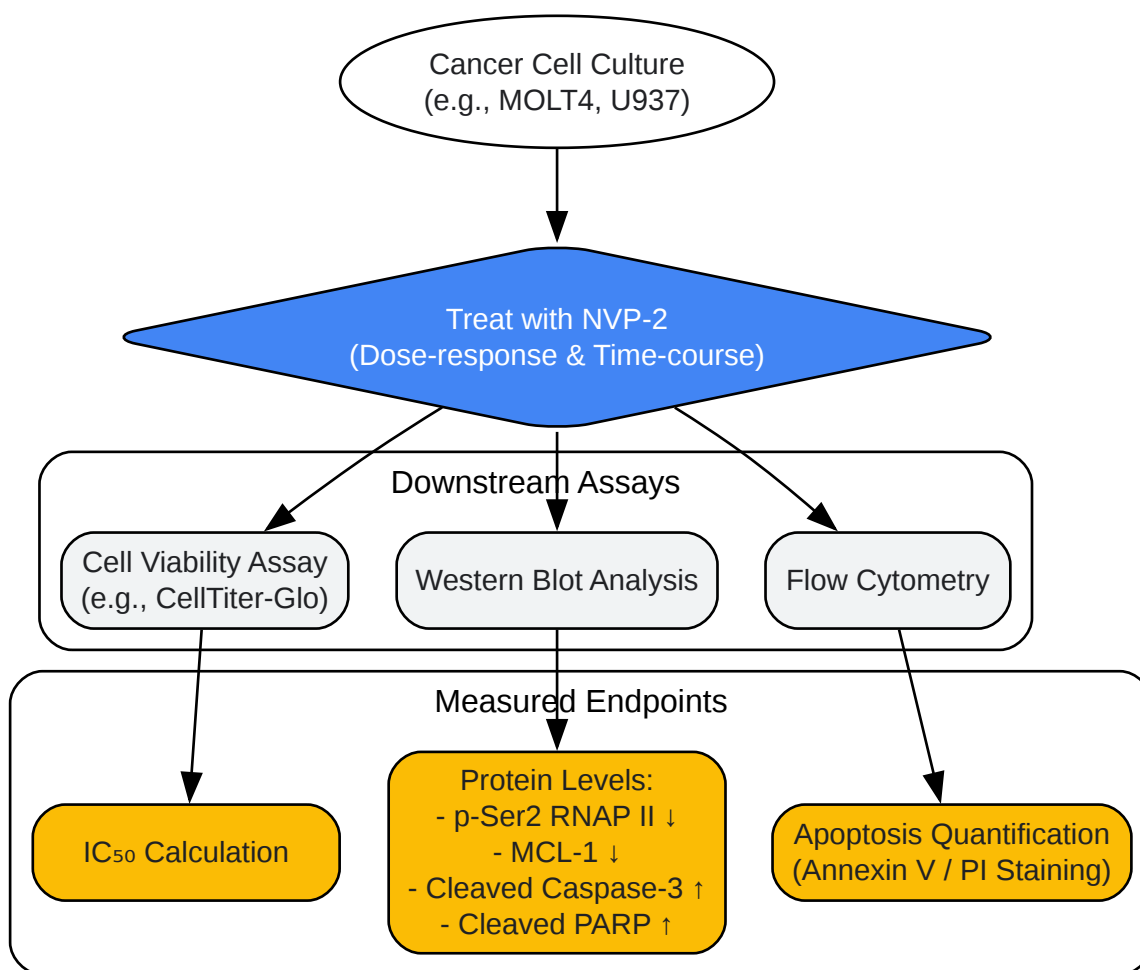 Cancer Cell Culture
(e.g., MOLT4, U937)
Treat with NVP-2
(Dose-response & Time-course)
Downstream Assays
Cell Viability Assay
(e.g., CellTiter-Glo)
Western Blot Analysis
Flow Cytometry
Measured Endpoints
IC₅₀ Calculation
Protein Levels:
- p-Ser2 RNAP II ↓
- MCL-1 ↓
- Cleaved Caspase-3 ↑
- Cleaved PARP ↑
Apoptosis Quantification
(Annexin V / PI Staining)